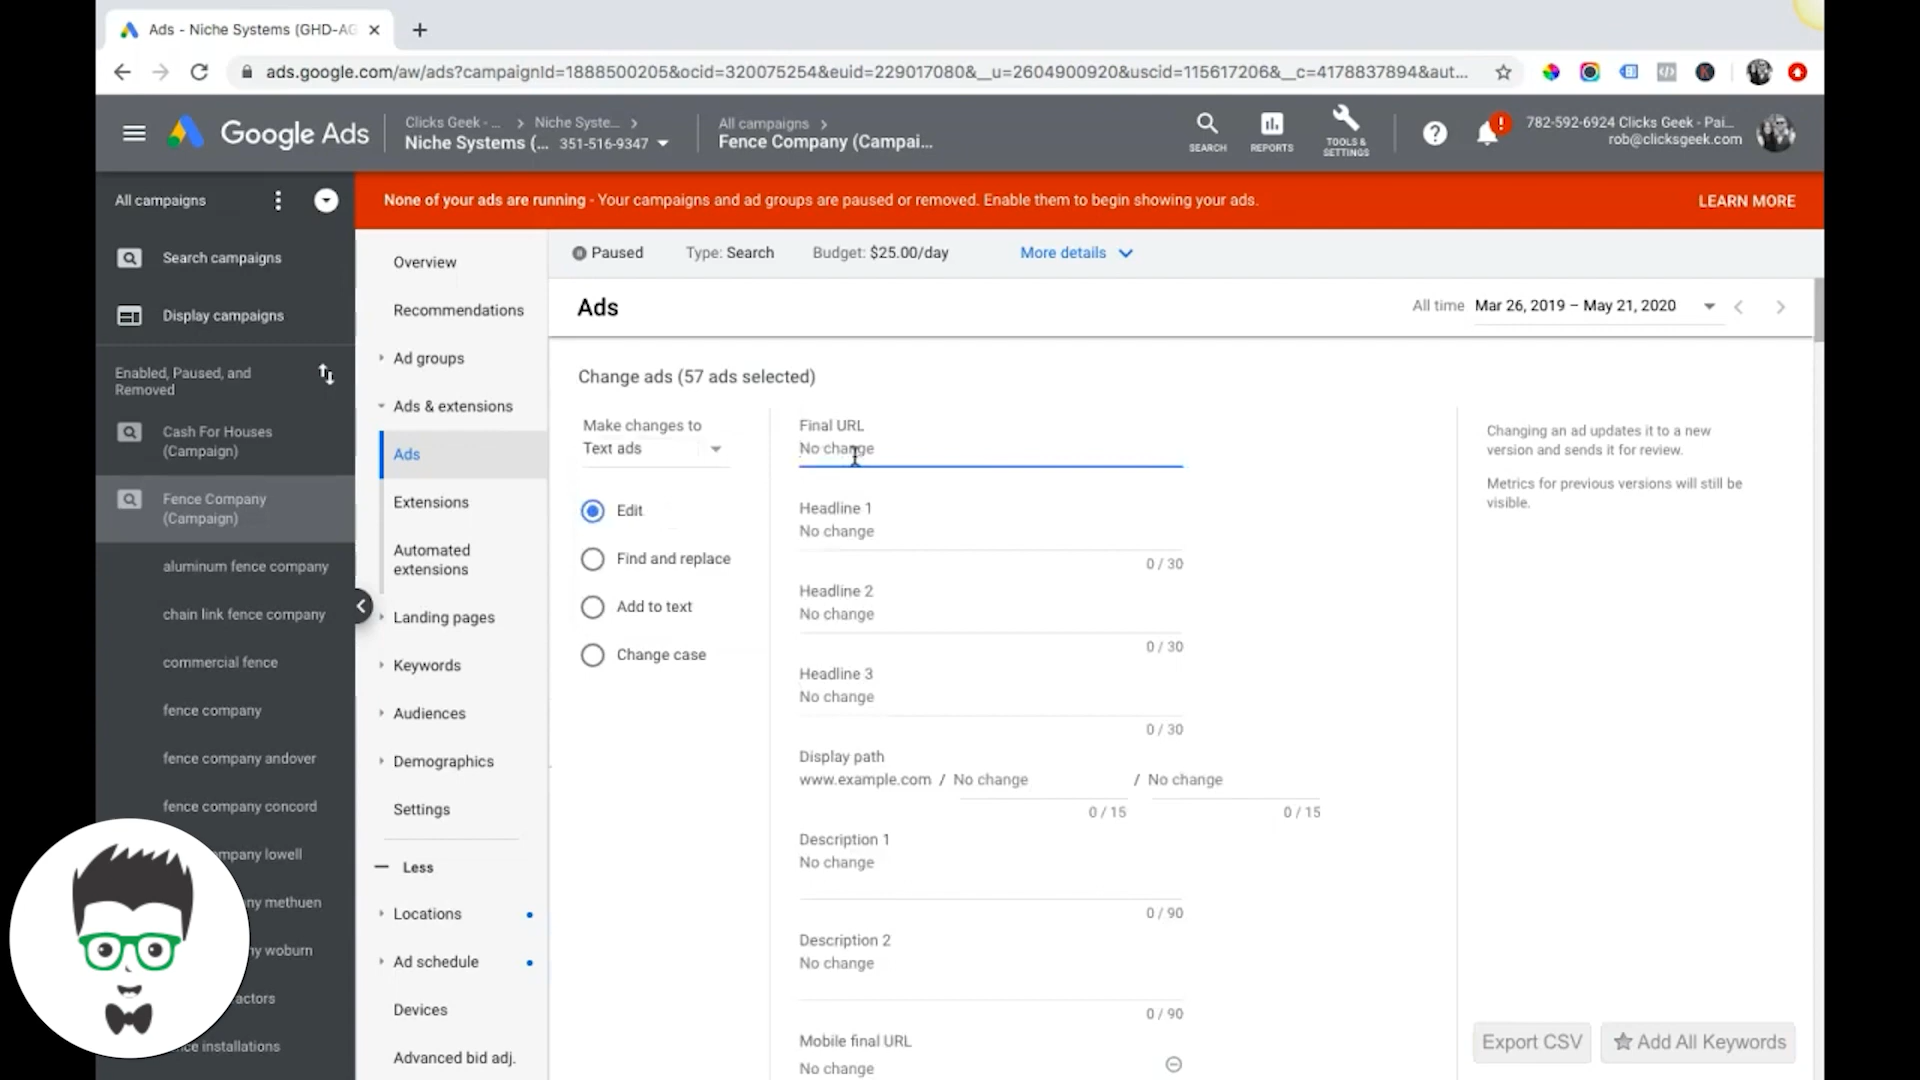 Ads - Niche Systems (GHD-AG
ads.google.com/aw/ads?campaignId=1888500205&ocid=320075254&euid=229017080&__u=2604900920&uscid=115617206&__c=4178837894&aut...
Google Ads
Clicks Geek - ... > Niche Syste... >
Niche Systems (... 351-516-9347
All campaigns >
Fence Company (Campai...
SEARCH
REPORTS
TOOLS &
SETTINGS
782-592-6924 Clicks Geek - Pai...
rob@clicksgeek.com
All campaigns
None of your ads are running - Your campaigns and ad groups are paused or removed. Enable them to begin showing your ads.
LEARN MORE
Search campaigns
Display campaigns
Enabled, Paused, and
Removed
Cash For Houses
(Campaign)
Fence Company
(Campaign)
aluminum fence company
chain link fence company
commercial fence
fence company
fence company andover
fence company concord
mpany lowell
ny methuen
ny woburn
actors
ce installations
Overview
Recommendations
Ad groups
Ads & extensions
Ads
Extensions
Automated
extensions
Landing pages
Keywords
Audiences
Demographics
Settings
Less
Locations
Ad schedule
Devices
Advanced bid adj.
Paused Type: Search Budget: $25.00/day More details
Ads
All time Mar 26, 2019 – May 21, 2020
Change ads (57 ads selected)
Make changes to
Text ads
Edit
Find and replace
Add to text
Change case
Final URL
No change
Headline 1
No change
0 / 30
Headline 2
No change
0 / 30
Headline 3
No change
0 / 30
Display path
www.example.com / No change / No change
0 / 15 0 / 15
Description 1
No change
0 / 90
Description 2
No change
0 / 90
Mobile final URL
No change
Changing an ad updates it to a new
version and sends it for review.
Metrics for previous versions will still be
visible.
Export CSV
Add All Keywords